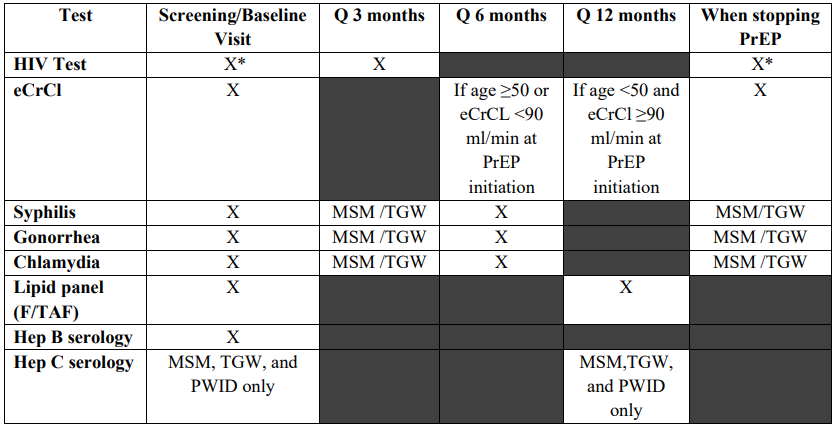 Test Screening/Baseline Visit Q 3 months Q 6 months Q 12 months When stopping PrEP
HIV Test X* X X*
eCrCl X If age ≥50 or eCrCL <90 ml/min at PrEP initiation If age <50 and eCrCl ≥90 ml/min at PrEP initiation X
Syphilis X MSM /TGW X MSM/TGW
Gonorrhea X MSM /TGW X MSM /TGW
Chlamydia X MSM /TGW X MSM /TGW
Lipid panel (F/TAF) X X
Hep B serology X
Hep C serology MSM, TGW, and PWID only MSM,TGW, and PWID only